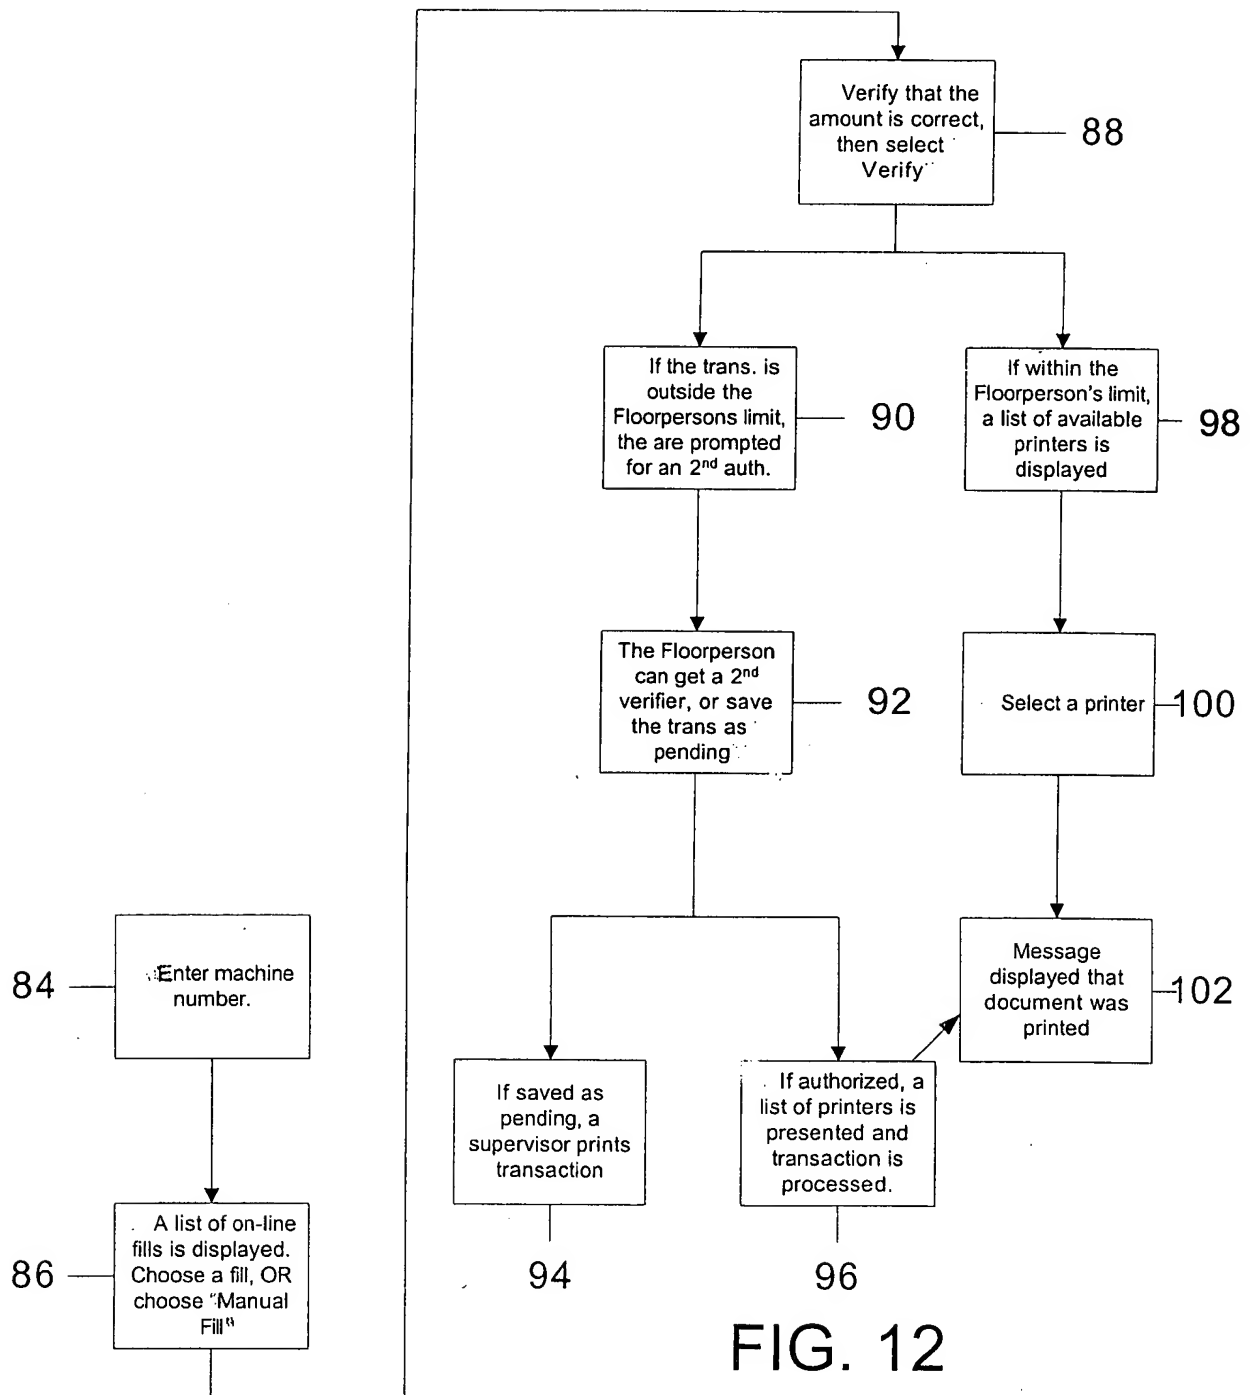 Verify that the
amount is correct,
then select
Verify
88
If the trans. is
outside the
Floorpersons limit,
the are prompted
for an 2nd auth.
90
If within the
Floorperson's limit,
a list of available
printers is
displayed
98
The Floorperson
can get a 2nd
verifier, or save
the trans as
pending
92
Select a printer
100
84
Enter machine
number.
Message
displayed that
document was
printed
102
If saved as
pending, a
supervisor prints
transaction
94
If authorized, a
list of printers is
presented and
transaction is
processed.
96
86
A list of on-line
fills is displayed.
Choose a fill, OR
choose "Manual
Fill"
FIG. 12